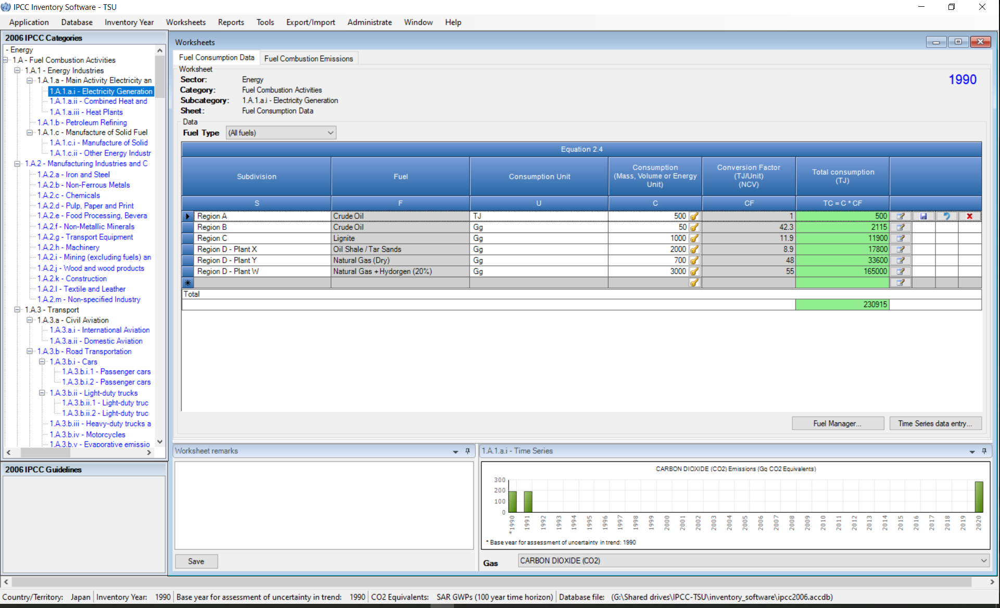 IPCC Inventory Software - TSU
Application Database Inventory Year Worksheets Reports Tools Export/Import Administrate Window Help
2006 IPCC Categories
- Energy
1.A - Fuel Combustion Activities
1.A.1 - Energy Industries
1.A.1.a - Main Activity Electricity an
1.A.1.a.i - Electricity Generation
1.A.1.a.ii - Combined Heat and
1.A.1.a.iii - Heat Plants
1.A.1.b - Petroleum Refining
1.A.1.c - Manufacture of Solid Fuel
1.A.1.c.i - Manufacture of Solid
1.A.1.c.ii - Other Energy Industr
1.A.2 - Manufacturing Industries and C
1.A.2.a - Iron and Steel
1.A.2.b - Non-Ferrous Metals
1.A.2.c - Chemicals
1.A.2.d - Pulp, Paper and Print
1.A.2.e - Food Processing, Bevera
1.A.2.f - Non-Metallic Minerals
1.A.2.g - Transport Equipment
1.A.2.h - Machinery
1.A.2.i - Mining (excluding fuels) an
1.A.2.j - Wood and wood products
1.A.2.k - Construction
1.A.2.l - Textile and Leather
1.A.2.m - Non-specified Industry
1.A.3 - Transport
1.A.3.a - Civil Aviation
1.A.3.a.i - International Aviation
1.A.3.a.ii - Domestic Aviation
1.A.3.b - Road Transportation
1.A.3.b.i - Cars
1.A.3.b.i.1 - Passenger cars
1.A.3.b.i.2 - Passenger cars
1.A.3.b.ii - Light-duty trucks
1.A.3.b.ii.1 - Light-duty truc
1.A.3.b.ii.2 - Light-duty truc
1.A.3.b.iii - Heavy-duty trucks a
1.A.3.b.iv - Motorcycles
1.A.3.b.v - Evaporative emissio
2006 IPCC Guidelines
Worksheets
Fuel Consumption Data Fuel Combustion Emissions
Worksheet
1990
Sector: Energy
Category: Fuel Combustion Activities
Subcategory: 1.A.1.a.i - Electricity Generation
Sheet: Fuel Consumption Data
Data
Fuel Type (All fuels)
Equation 2.4
Subdivision Fuel Consumption Unit Consumption (Mass, Volume or Energy Unit) Conversion Factor (TJ/Unit) (NCV) Total consumption (TJ)
S F U C CF TC = C * CF
Region A Crude Oil TJ 500 1 500
Region B Crude Oil Gg 50 42.3 2115
Region C Lignite Gg 1000 11.9 11900
Region D - Plant X Oil Shale / Tar Sands Gg 2000 8.9 17800
Region D - Plant Y Natural Gas (Dry) Gg 700 48 33600
Region D - Plant W Natural Gas + Hydorgen (20%) Gg 3000 55 165000
Total
230915
Fuel Manager... Time Series data entry...
Worksheet remarks
Save
1.A.1.a.i - Time Series
CARBON DIOXIDE (CO2) Emissions (Gg CO2 Equivalents)
300
200
100
0
*1990 1991 1992 1993 1994 1995 1996 1997 1998 1999 2000 2001 2002 2003 2004 2005 2006 2007 2008 2009 2010 2011 2012 2013 2014 2015 2016 2017 2018 2019 2020
* Base year for assessment of uncertainty in trend: 1990
Gas CARBON DIOXIDE (CO2)
Country/Territory: Japan Inventory Year: 1990 Base year for assessment of uncertainty in trend: 1990 CO2 Equivalents: SAR GWPs (100 year time horizon) Database file: (G:\Shared drives\IPCC-TSU\inventory_software\ipcc2006.accdb)